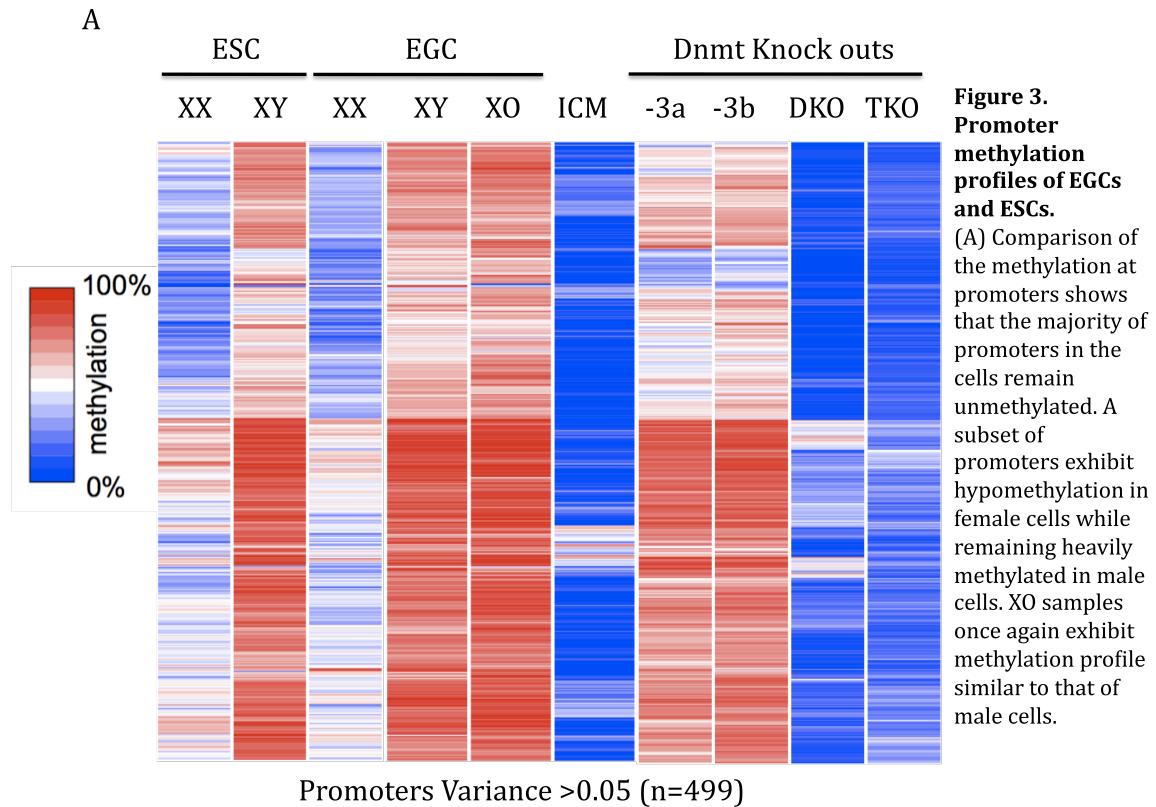 A
ESC
EGC
Dnmt Knock outs
XX
XY
XX
XY
XO
ICM
-3a
-3b
DKO
TKO
100%
methylation
0%
Promoters Variance >0.05 (n=499)
Figure 3.
Promoter
methylation
profiles of EGCs
and ESCs.
(A) Comparison of
the methylation at
promoters shows
that the majority of
promoters in the
cells remain
unmethylated. A
subset of
promoters exhibit
hypomethylation in
female cells while
remaining heavily
methylated in male
cells. XO samples
once again exhibit
methylation profile
similar to that of
male cells.